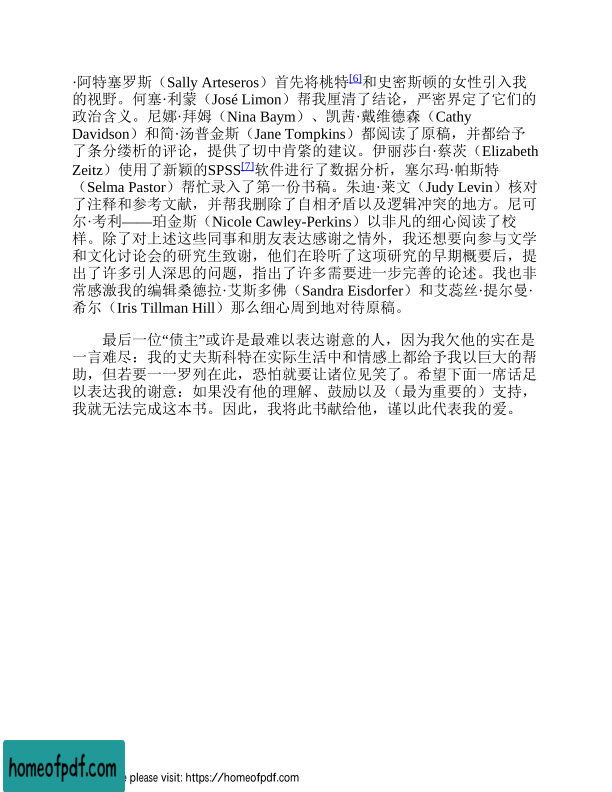 ·阿特塞罗斯（Sally Arteseros）首先将桃特[6]和史密斯顿的女性引入我
的视野。何塞·利蒙（José Limon）帮我厘清了结论，严密界定了它们的
政治含义。尼娜·拜姆（Nina Baym）、凯茜·戴维德森（Cathy
Davidson）和简·汤普金斯（Jane Tompkins）都阅读了原稿，并都给予
了条分缕析的评论，提供了切中肯綮的建议。伊丽莎白·蔡茨（Elizabeth
Zeitz）使用了新颖的SPSS[7]软件进行了数据分析，塞尔玛·帕斯特
（Selma Pastor）帮忙录入了第一份书稿。朱迪·莱文（Judy Levin）核对
了注释和参考文献，并帮我删除了自相矛盾以及逻辑冲突的地方。尼可
尔·考利——珀金斯（Nicole Cawley-Perkins）以非凡的细心阅读了校
样。除了对上述这些同事和朋友表达感谢之情外，我还想要向参与文学
和文化讨论会的研究生致谢，他们在聆听了这项研究的早期概要后，提
出了许多引人深思的问题，指出了许多需要进一步完善的论述。我也非
常感激我的编辑桑德拉·艾斯多佛（Sandra Eisdorfer）和艾蕊丝·提尔曼·
希尔（Iris Tillman Hill）那么细心周到地对待原稿。
最后一位“债主”或许是最难以表达谢意的人，因为我欠他的实在是
一言难尽：我的丈夫斯科特在实际生活中和情感上都给予我以巨大的帮
助，但若要一一罗列在此，恐怕就要让诸位见笑了。希望下面一席话足
以表达我的谢意：如果没有他的理解、鼓励以及（最为重要的）支持，
我就无法完成这本书。因此，我将此书献给他，谨以此代表我的爱。
homeofpdf.com
please visit: https://homeofpdf.com